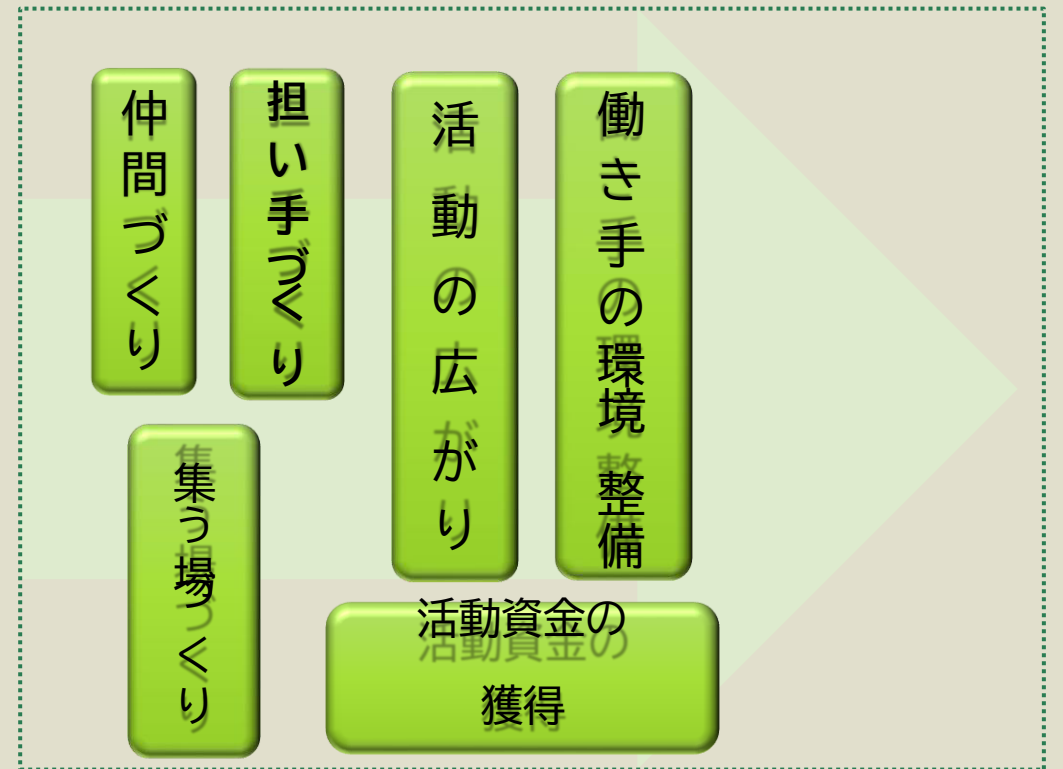 仲間づくり
担い手づくり
活動の広がり
働き手の環境整備
集う場づくり
活動資金の
獲得